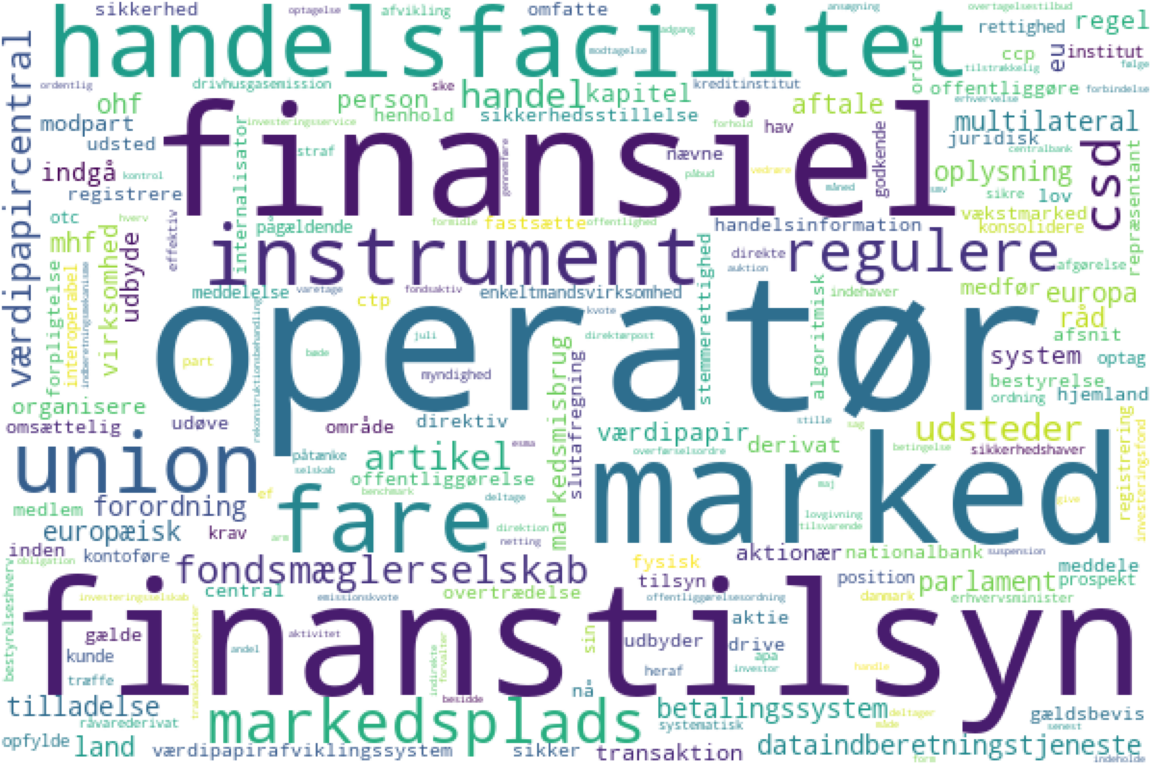 sikkerhed optagelse afvikling omfatte ansøgning overtagelsestilbud
handelsfacilitet
rettighed regel
modtagelse adgang ordre ccp eu institut
tilstrækkelig følge
ordentlig drivhusgasemission ske kreditinstitut offentliggøre forbindelse
værdipapircentral
ohf person handel kapitel aftale erhvervelse
henhold sikkerhedsstillelse
modpart investeringsservice forhold hav multilateral
finansiel
udsted internalisator straf gennemføre nævne godkendende juridisk centralbank
indgå kontrol vedrøre oplysning csd repræsentant
registrere påbud måned smv sikre lov
otc hverv effektiv pågældende formidle fastsætte offentlighed handelsinformation vækstmarked
mhf udbyde konsolidere
instrument
regulere
virksomhed direkte afgørelse
forpligtelse interoperabel indberetningsmekanisme auktion
meddelelse varetage fondsaktiv ctp enkeltmandsvirksomhed stemmerettighed algoritmisk indehaver medfør europa
operatør
kvote råd
juli direktørpost afsnit
part bøde system optag
rekonstruktionsbehandling myndighed markedsmisbrug slutafregning bestyrelse
ordning hjemland
organisere
omsættelig udøve område direktiv stille udsteder
esma værdipapir derivat sag
union
påtænke artikel overførselsordre betingelse sikkerhedshaver
marked
selskab offentliggørelse registrering investeringsfond
ef benchmark deltage maj give
medlem forordning fare lovgivning
direktion tilsvarende
europæisk krav arm netting
inden kontoføre aktionær nationalbank suspension
obligation fysisk meddele
fondsmæglerselskab
bestyrelseshverv central overtrædelse tilsyn position parlament prospekt
investeringsselskab emissionskvote offentliggørelsesordning danmark erhvervsminister
finanstilsyn
transaktionsregister aktie
gælde aktivitet sin udbyder drive
kunde andel indirekte forvalter apa
træffe heraf investor handle
besidde nå
tilladelse markedsplads betalingssystem deltager gældsbevis
råvarederivat systematisk måde senest
opfylde land værdipapirafviklingssystem sikker transaktion dataindberetningstjeneste
form indeholde